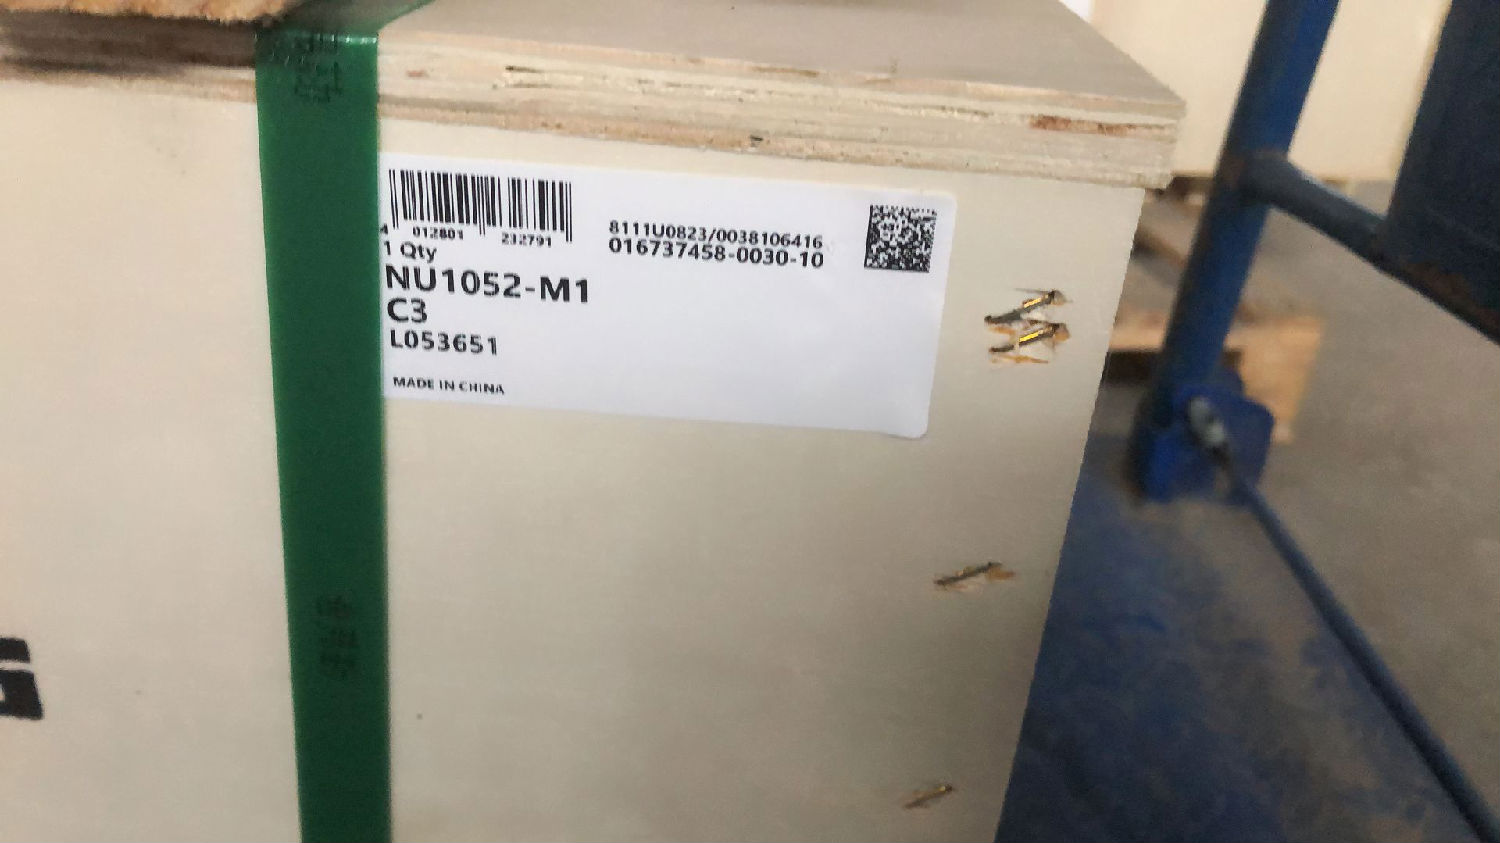 4 012801 232791
8111U0823/0038106416
016737458-0030-10
1 Qty
NU1052-M1
C3
L053651
MADE IN CHINA
G